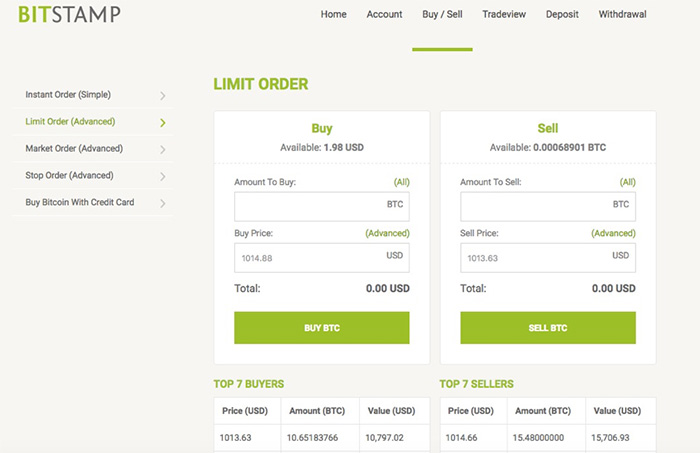 BITSTAMP
Home Account Buy / Sell Tradeview Deposit Withdrawal
Instant Order (Simple)
Limit Order (Advanced)
Market Order (Advanced)
Stop Order (Advanced)
Buy Bitcoin With Credit Card
LIMIT ORDER
Buy
Available: 1.98 USD
Amount To Buy: (All)
BTC
Buy Price: (Advanced)
1014.88 USD
Total: 0.00 USD
BUY BTC
Sell
Available: 0.00068901 BTC
Amount To Sell: (All)
BTC
Sell Price: (Advanced)
1013.63 USD
Total: 0.00 USD
SELL BTC
TOP 7 BUYERS
Price (USD) Amount (BTC) Value (USD)
1013.63 10.65183766 10,797.02
TOP 7 SELLERS
Price (USD) Amount (BTC) Value (USD)
1014.66 15.48000000 15,706.93